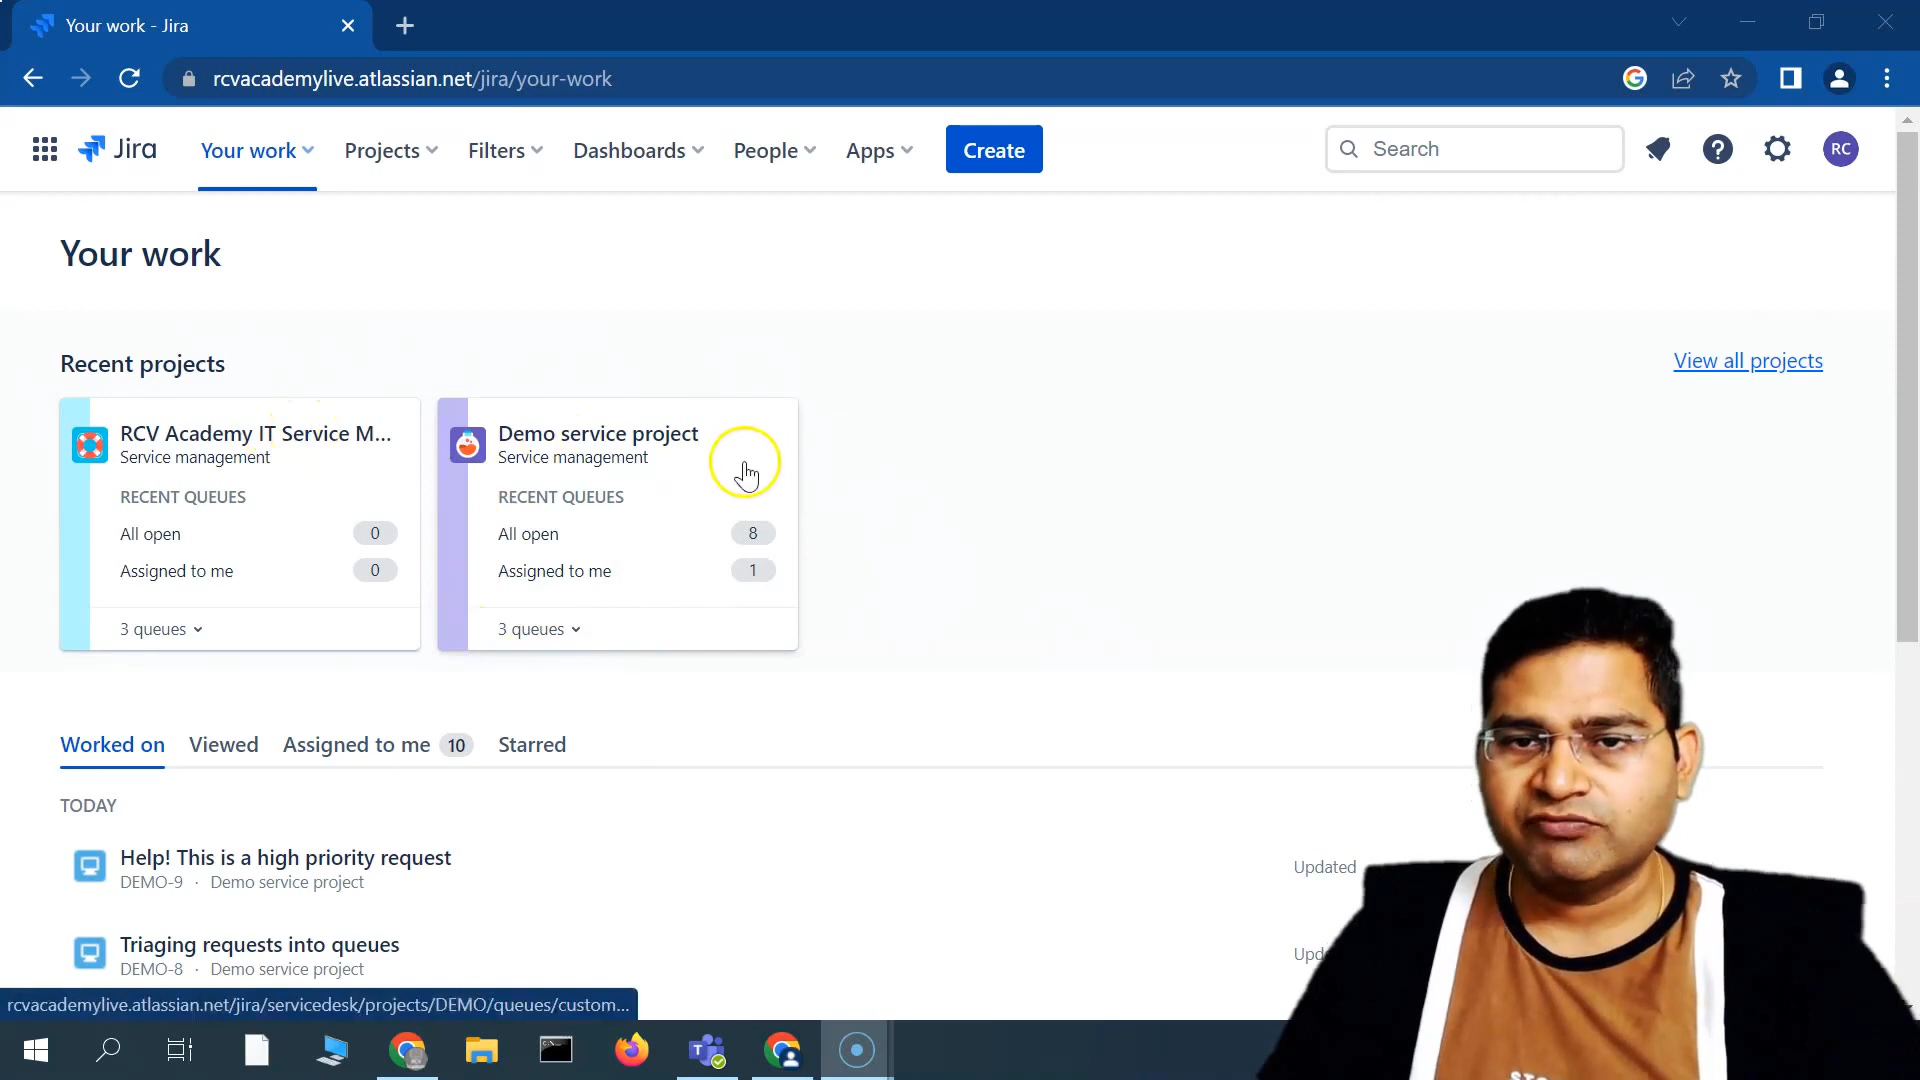 Your work - Jira
rcvacademylive.atlassian.net/jira/your-work
Jira
Your work
Projects
Filters
Dashboards
People
Apps
Create
Search
RC
Your work
Recent projects
View all projects
RCV Academy IT Service M...
Service management
RECENT QUEUES
All open 0
Assigned to me 0
3 queues
Demo service project
Service management
RECENT QUEUES
All open 8
Assigned to me 1
3 queues
Worked on
Viewed
Assigned to me 10
Starred
TODAY
Help! This is a high priority request
DEMO-9 · Demo service project
Updated
Triaging requests into queues
DEMO-8 · Demo service project
rcvacademylive.atlassian.net/jira/servicedesk/projects/DEMO/queues/custom...